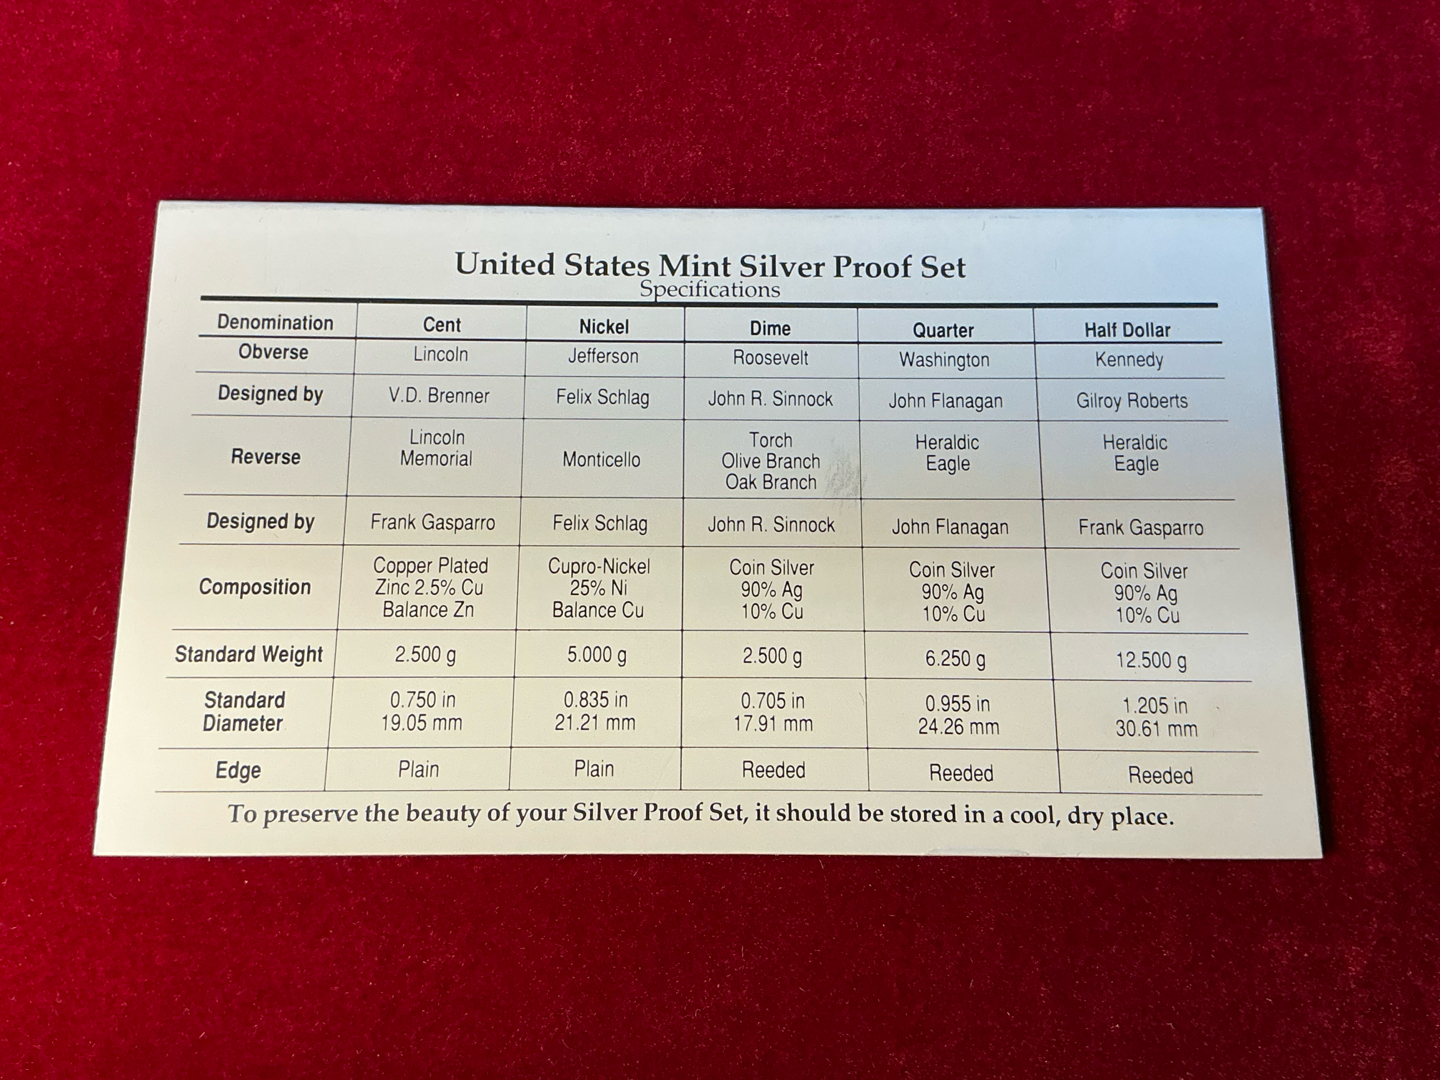 United States Mint Silver Proof Set
Specifications
Denomination Cent Nickel Dime Quarter Half Dollar
Obverse Lincoln Jefferson Roosevelt Washington Kennedy
Designed by V.D. Brenner Felix Schlag John R. Sinnock John Flanagan Gilroy Roberts
Reverse Lincoln Memorial Monticello Torch Olive Branch Oak Branch Heraldic Eagle Heraldic Eagle
Designed by Frank Gasparro Felix Schlag John R. Sinnock John Flanagan Frank Gasparro
Composition Copper Plated Zinc 2.5% Cu Balance Zn Cupro-Nickel 25% Ni Balance Cu Coin Silver 90% Ag 10% Cu Coin Silver 90% Ag 10% Cu Coin Silver 90% Ag 10% Cu
Standard Weight 2.500 g 5.000 g 2.500 g 6.250 g 12.500 g
Standard Diameter 0.750 in 19.05 mm 0.835 in 21.21 mm 0.705 in 17.91 mm 0.955 in 24.26 mm 1.205 in 30.61 mm
Edge Plain Plain Reeded Reeded Reeded
To preserve the beauty of your Silver Proof Set, it should be stored in a cool, dry place.